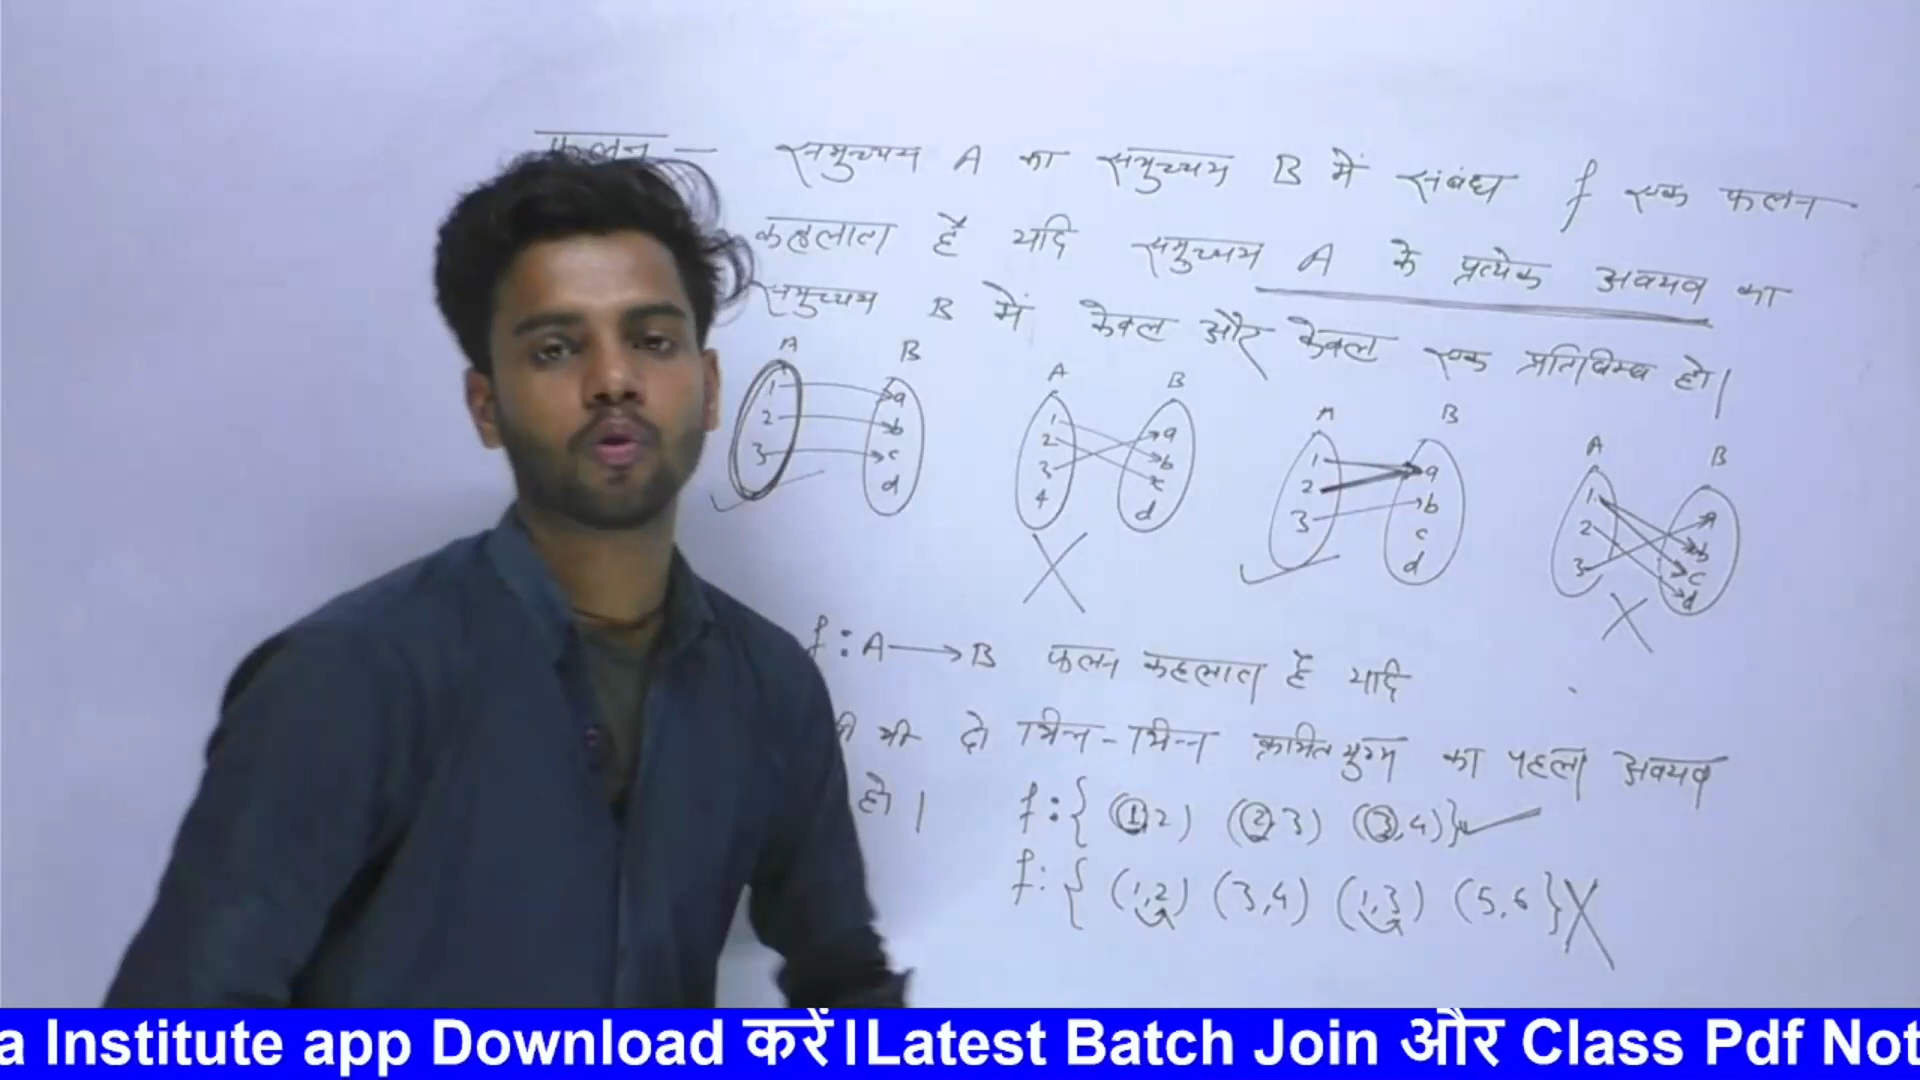 फलन — समुच्चय A का समुच्चय B में संबंध f एक फलन
कहलाता है यदि समुच्चय A के प्रत्येक अवयव का
समुच्चय B में केवल और केवल एक प्रतिबिम्ब हो।
A B
1 a
2 b
3 c
d
A B
1 a
2 b
3 c
4 d
A B
1 a
2 b
3 c
d
A B
1 a
2 b
3 c
d
f : A → B फलन कहलाता है यदि
भी दो भिन्न-भिन्न क्रमित युग्म का पहला अवयव
हो।
f:{ (1,2) (2,3) (3,4)}
f:{ (1,2) (3,4) (1,3) (5,6}
a Institute app Download करें।Latest Batch Join और Class Pdf Not